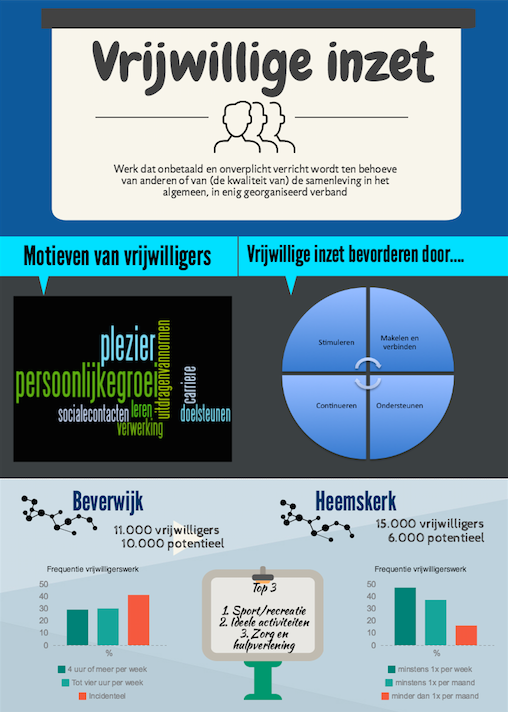 Vrijwillige inzet
Werk dat onbetaald en onverplicht verricht wordt ten behoeve
van anderen of van (de kwaliteit van) de samenleving in het
algemeen, in enig georganiseerd verband
Motieven van vrijwilligers
Vrijwillige inzet bevorderen door....
plezier
persoonlijkegroei
uitdragenvannormen
carriere
socialecontacten
leren
doelsteunen
verwerking
Stimuleren
Makelen en
verbinden
Continueren
Ondersteunen
Beverwijk
11.000 vrijwilligers
10.000 potentieel
Frequentie vrijwilligerswerk
50
40
30
20
10
0
%
4 uur of meer per week
Tot vier uur per week
Incidenteel
Top 3
1. Sport/recreatie
2. Ideele activiteiten
3. Zorg en
hulpverlening
Heemskerk
15.000 vrijwilligers
6.000 potentieel
Frequentie vrijwilligerswerk
50
40
30
20
10
0
%
minstens 1x per week
minstens 1x per maand
minder dan 1x per maand